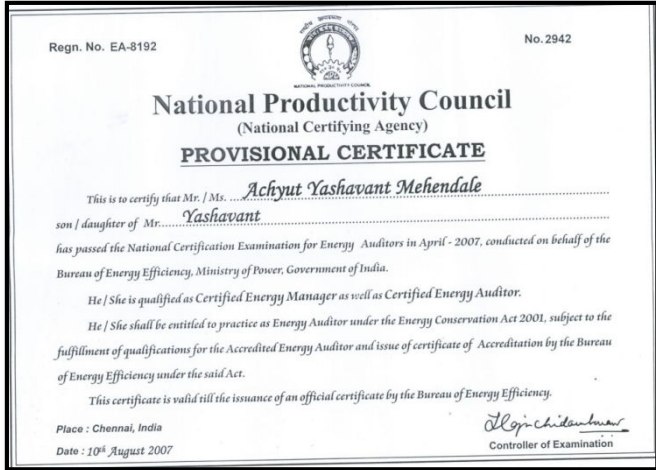 Regn. No. EA-8192
No. 2942
NATIONAL PRODUCTIVITY COUNCIL
National Productivity Council
(National Certifying Agency)
PROVISIONAL CERTIFICATE
This is to certify that Mr. / Ms. .... Achyut Yashavant Mehendale
son / daughter of Mr. Yashavant
has passed the National Certification Examination for Energy Auditors in April - 2007, conducted on behalf of the
Bureau of Energy Efficiency, Ministry of Power, Government of India.
He / She is qualified as Certified Energy Manager as well as Certified Energy Auditor.
He / She shall be entitled to practice as Energy Auditor under the Energy Conservation Act 2001, subject to the
fulfillment of qualifications for the Accredited Energy Auditor and issue of certificate of Accreditation by the Bureau
of Energy Efficiency under the said Act.
This certificate is valid till the issuance of an official certificate by the Bureau of Energy Efficiency.
Place : Chennai, India
Date : 10th August 2007
Controller of Examination